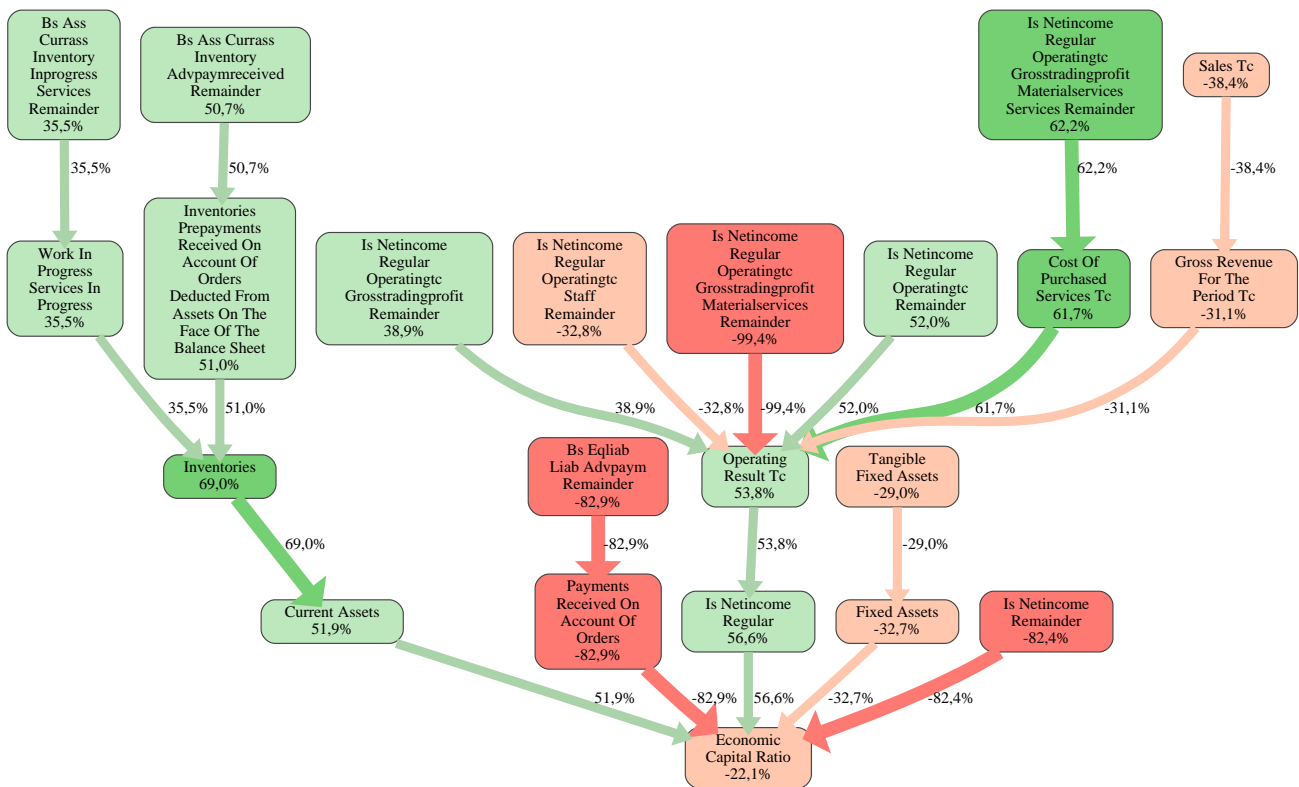 Bs Ass
Currass
Inventory
Inprogress
Services
Remainder
35,5%
Bs Ass Currass
Inventory
Advpaymreceived
Remainder
50,7%
Is Netincome
Regular
Operatingtc
Grosstradingprofit
Materialservices
Services Remainder
62,2%
Sales Tc
-38,4%
35,5%
50,7%
62,2%
-38,4%
Work In
Progress
Services In
Progress
35,5%
Inventories
Prepayments
Received On
Account Of
Orders
Deducted From
Assets On The
Face Of The
Balance Sheet
51,0%
Is Netincome
Regular
Operatingtc
Grosstradingprofit
Remainder
38,9%
Is Netincome
Regular
Operatingtc
Staff
Remainder
-32,8%
Is Netincome
Regular
Operatingtc
Grosstradingprofit
Materialservices
Remainder
-99,4%
Is Netincome
Regular
Operatingtc
Remainder
52,0%
Cost Of
Purchased
Services Tc
61,7%
Gross Revenue
For The
Period Tc
-31,1%
35,5%
51,0%
38,9%
-32,8%
-99,4%
52,0%
61,7%
-31,1%
Inventories
69,0%
Bs Eqliab
Liab Advpaym
Remainder
-82,9%
Operating
Result Tc
53,8%
Tangible
Fixed Assets
-29,0%
69,0%
-82,9%
53,8%
-29,0%
Current Assets
51,9%
Payments
Received On
Account Of
Orders
-82,9%
Is Netincome
Regular
56,6%
Fixed Assets
-32,7%
Is Netincome
Remainder
-82,4%
51,9%
-82,9%
56,6%
-32,7%
-82,4%
Economic
Capital Ratio
-22,1%